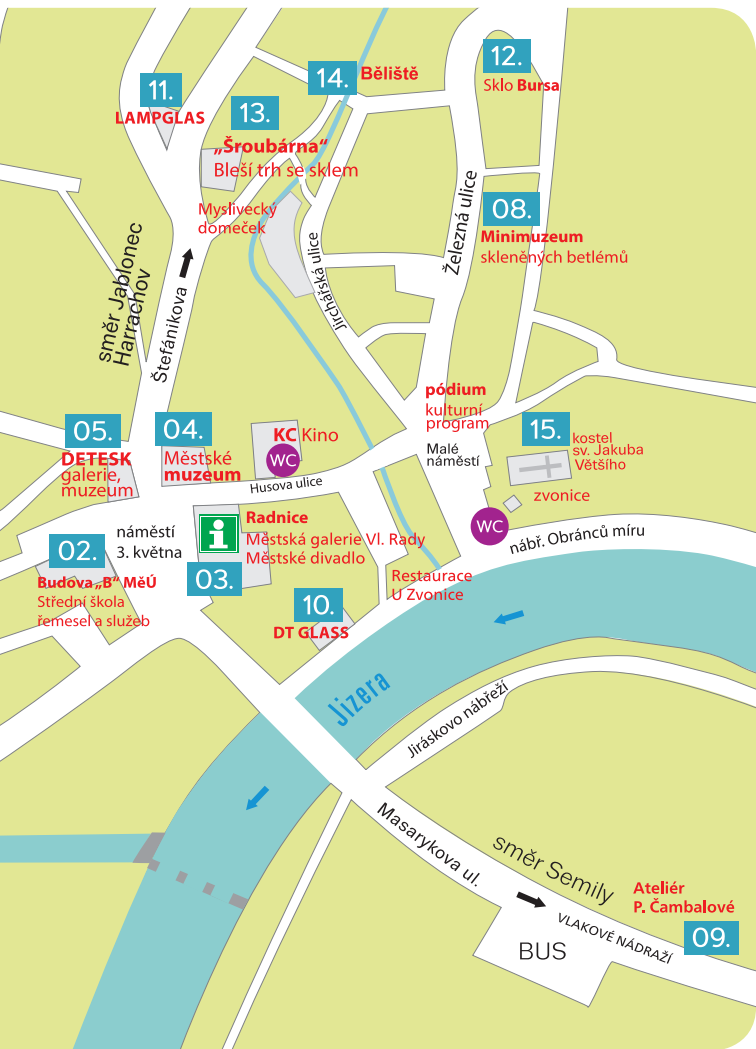 12.
Sklo Bursa
14.
Běliště
11.
LAMPGLAS
13.
„Šroubárna“
Bleší trh se sklem
Myslivecký
domeček
08.
Minimuzeum
skleněných betlémů
Železná ulice
Jirchářská ulice
směr Jablonec
Harrachov
Štefánikova
pódium
kulturní
program
Malé
náměstí
15.
kostel
sv. Jakuba
Většího
zvonice
05.
DETESK
galerie,
muzeum
04.
Městské
muzeum
KC Kino
WC
Husova ulice
WC
nábř. Obránců míru
náměstí
3. května
i
Radnice
Městská galerie Vl. Rady
Městské divadlo
03.
02.
Budova „B“ MěÚ
Střední škola
řemesel a služeb
Restaurace
U Zvonice
10.
DT GLASS
Jizera
Jiráskovo nábřeží
Masarykova ul.
směr Semily
BUS
VLAKOVÉ NÁDRAŽÍ
Ateliér
P. Čambalové
09.